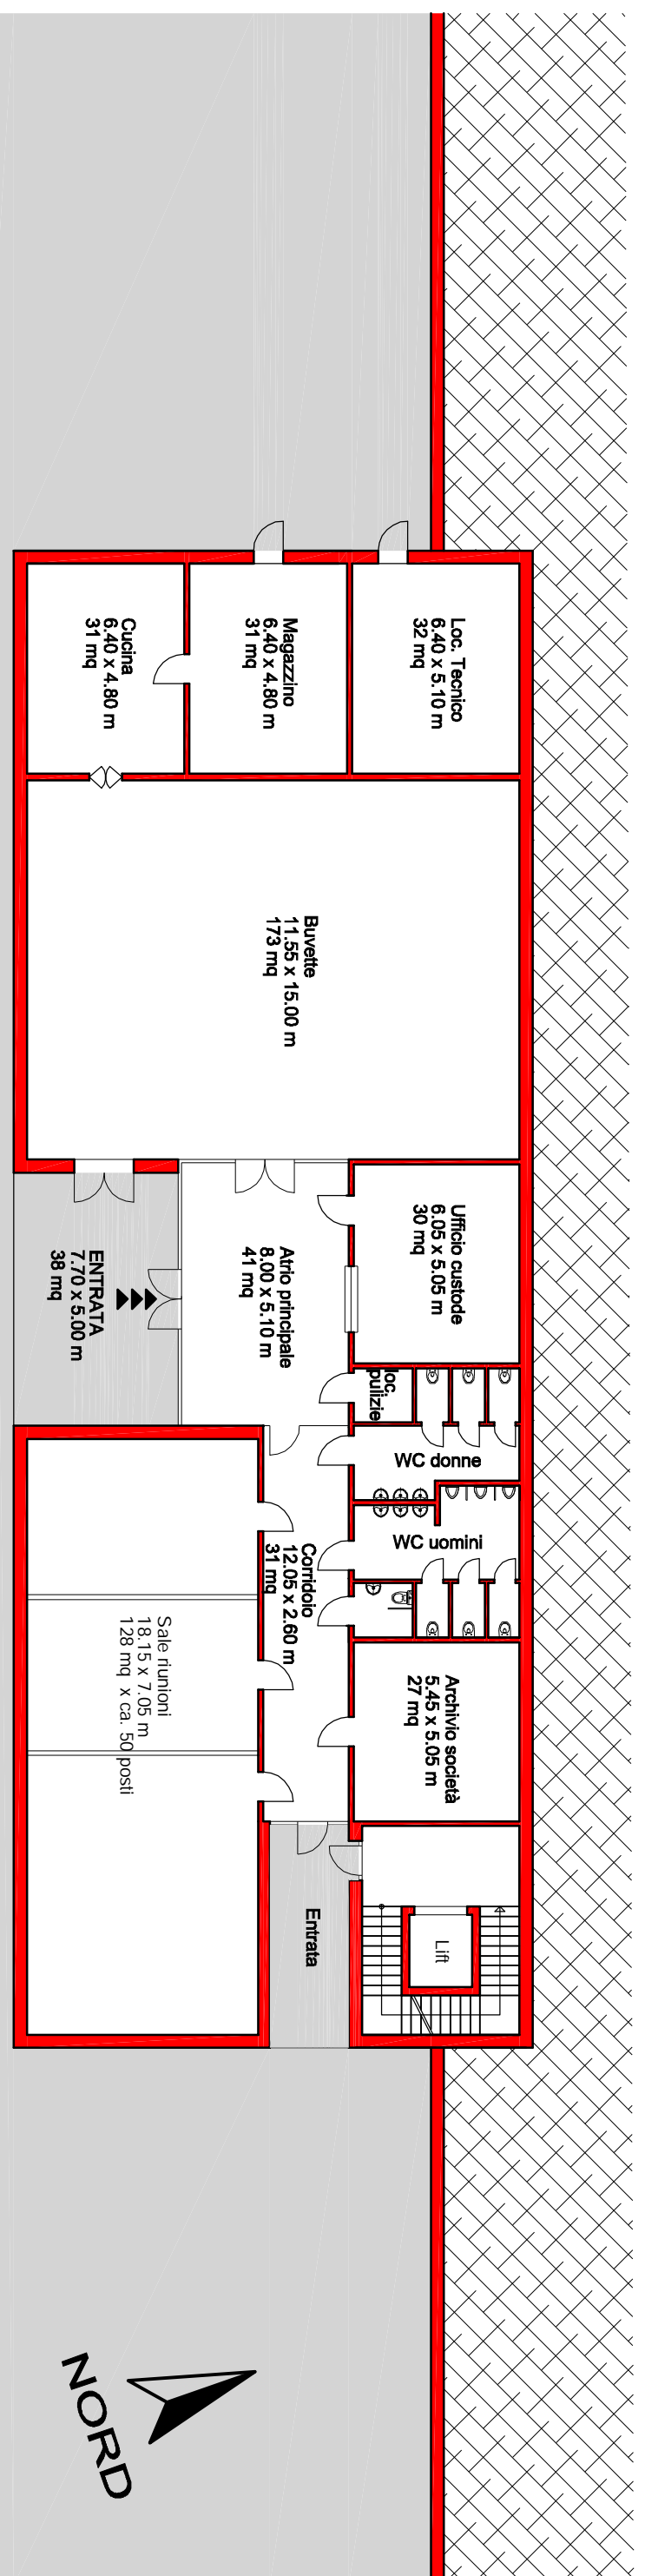 Loc. Tecnico
6.40 x 5.10 m
32 mq
Magazzino
6.40 x 4.80 m
31 mq
Cucina
6.40 x 4.80 m
31 mq
Buvette
11.55 x 15.00 m
173 mq
Ufficio custode
6.05 x 5.05 m
30 mq
Atrio principale
8.00 x 5.10 m
41 mq
ENTRATA
7.70 x 5.00 m
38 mq
loc.
pulizie
WC donne
WC uomini
Corridoio
12.05 x 2.60 m
31 mq
Sale riunioni
18.15 x 7.05 m
128 mq x ca. 50 posti
Archivio società
5.45 x 5.05 m
27 mq
Entrata
Lift
NORD